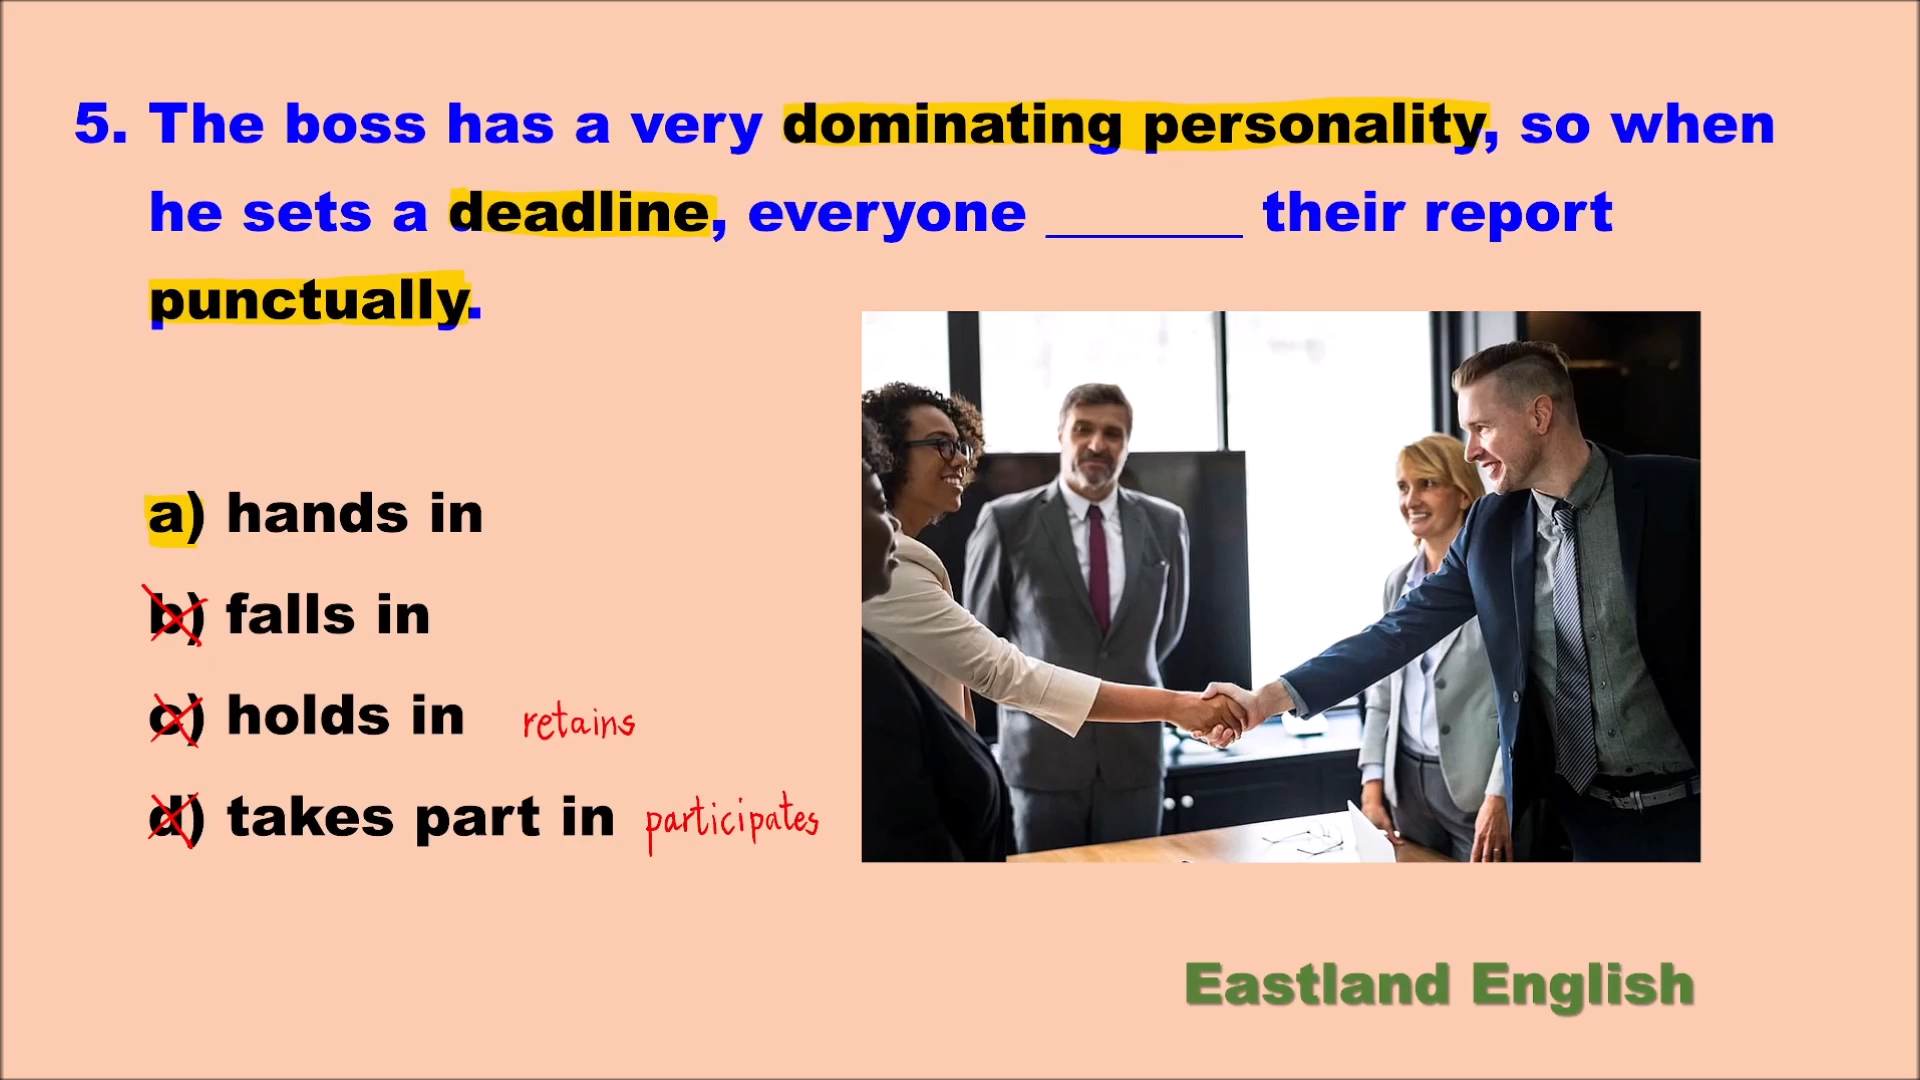 5. The boss has a very dominating personality, so when
he sets a deadline, everyone _______ their report
punctually.
a) hands in
b) falls in
c) holds in retains
d) takes part in participates
Eastland English